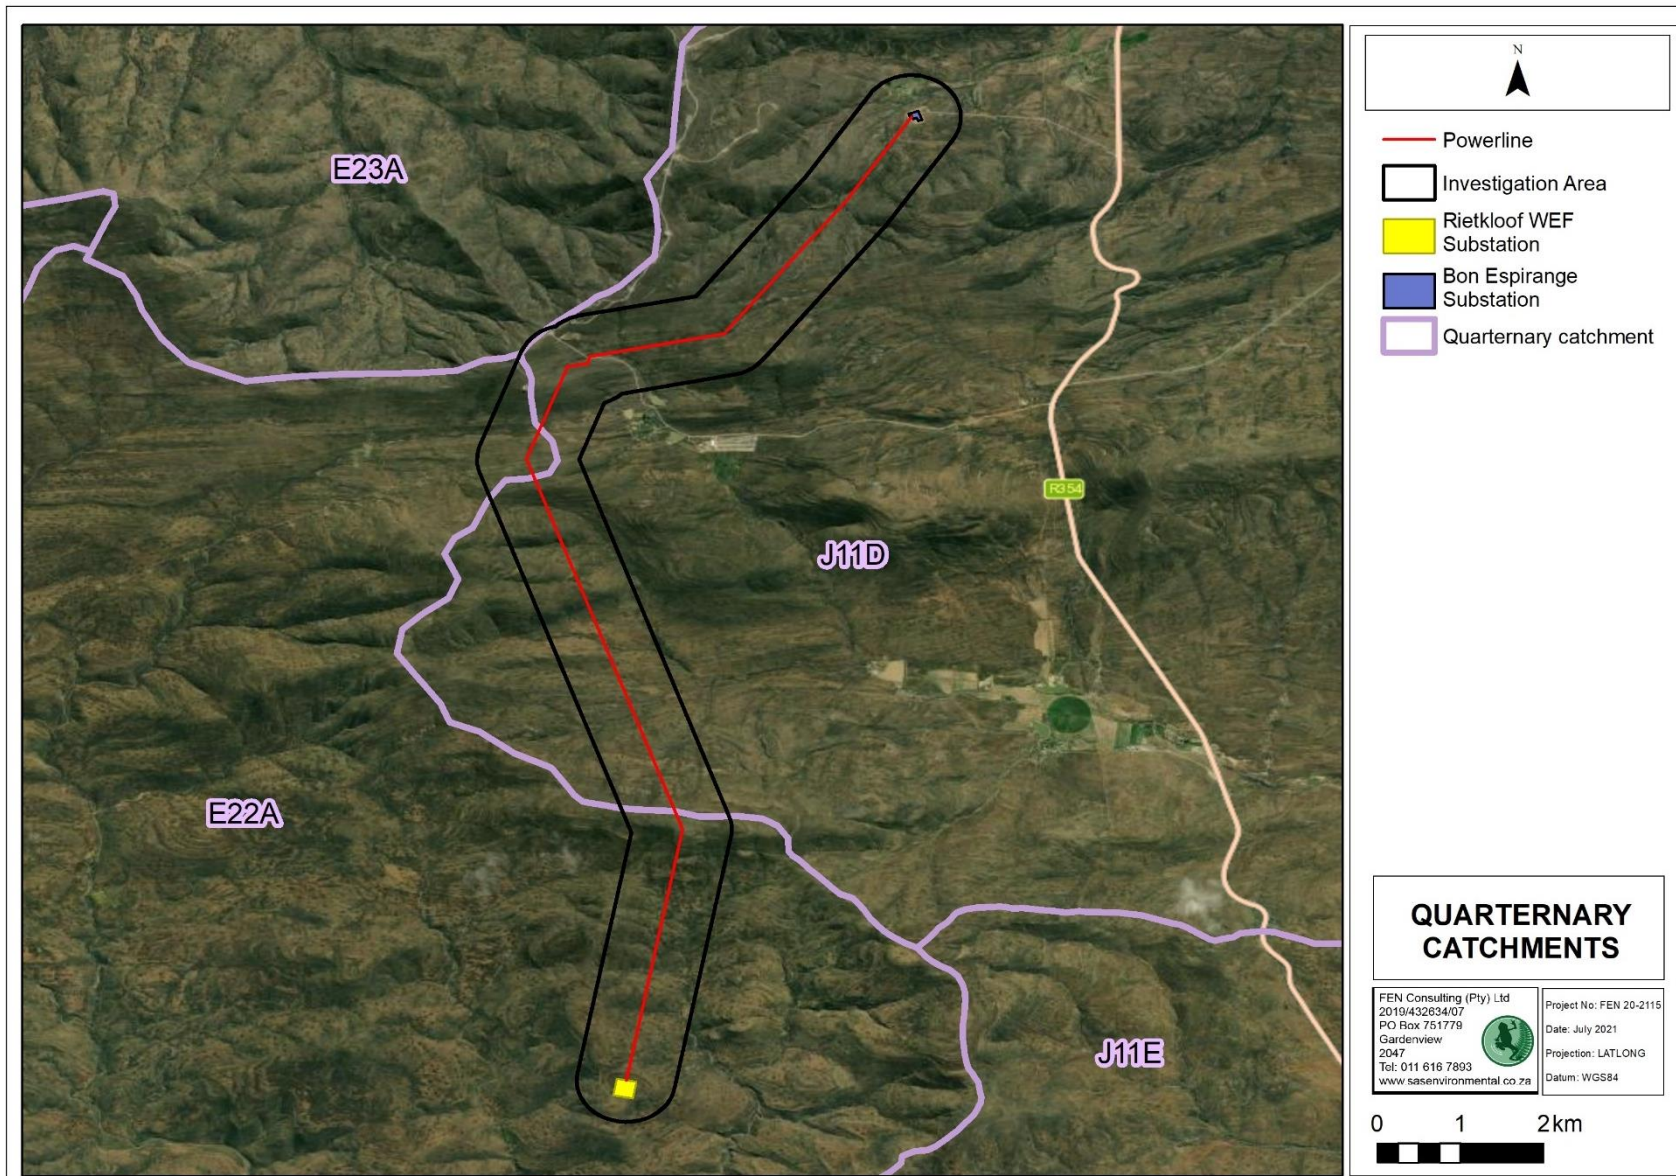 E23A
J11D
R354
E22A
J11E
N
Powerline
Investigation Area
Rietkloof WEF
Substation
Bon Espirange
Substation
Quarternary catchment
QUARTERNARY
CATCHMENTS
FEN Consulting (Pty) Ltd
2019/432634/07
PO Box 751779
Gardenview
2047
Tel: 011 616 7893
www.sasenvironmental.co.za
Project No: FEN 20-2115
Date: July 2021
Projection: LATLONG
Datum: WGS84
0 1 2km